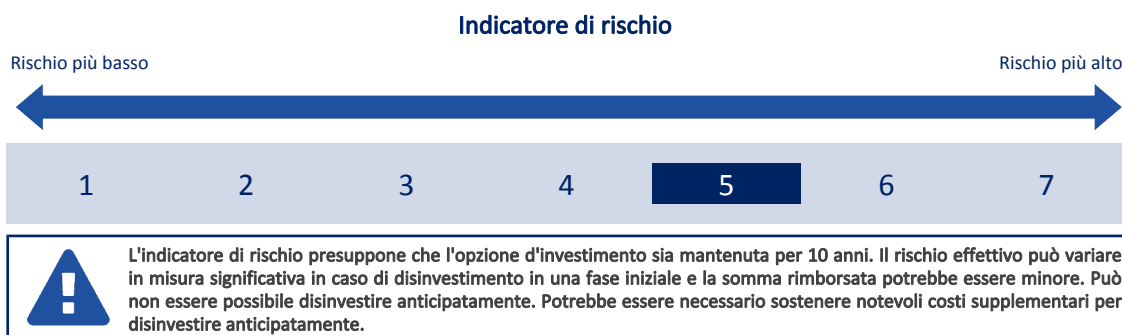 Indicatore di rischio
Rischio più basso
Rischio più alto
1 2 3 4 5 6 7
L'indicatore di rischio presuppone che l'opzione d'investimento sia mantenuta per 10 anni. Il rischio effettivo può variare
in misura significativa in caso di disinvestimento in una fase iniziale e la somma rimborsata potrebbe essere minore. Può
non essere possibile disinvestire anticipatamente. Potrebbe essere necessario sostenere notevoli costi supplementari per
disinvestire anticipatamente.